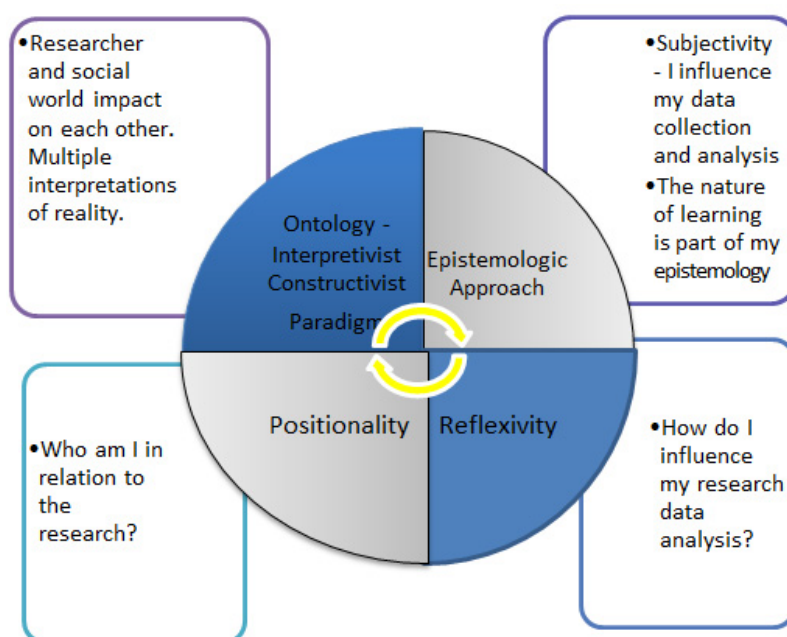 •Researcher
and social
world impact
on each other.
Multiple
interpretations
of reality.
•Subjectivity
- I influence
my data
collection
and analysis
•The nature
of learning
is part of my
epistemology
Ontology -
Interpretivist
Constructivist
Paradigm
Epistemologic
Approach
Positionality
Reflexivity
•Who am I in
relation to
the
research?
•How do I
influence
my research
data
analysis?